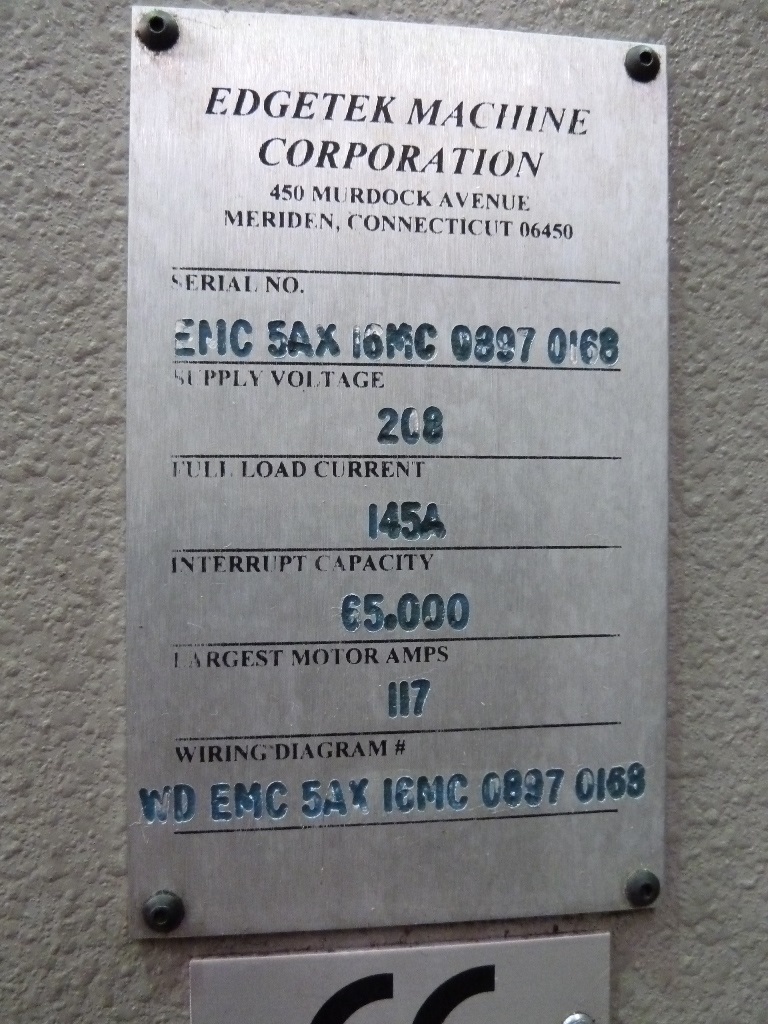 EDGETEK MACHINE
CORPORATION
450 MURDOCK AVENUE
MERIDEN, CONNECTICUT 06450
SERIAL NO.
EMC 5AX 16MC 0897 0168
SUPPLY VOLTAGE
208
FULL LOAD CURRENT
145A
INTERRUPT CAPACITY
65.000
LARGEST MOTOR AMPS
117
WIRING DIAGRAM #
WD EMC 5AX 16MC 0897 0168
CE